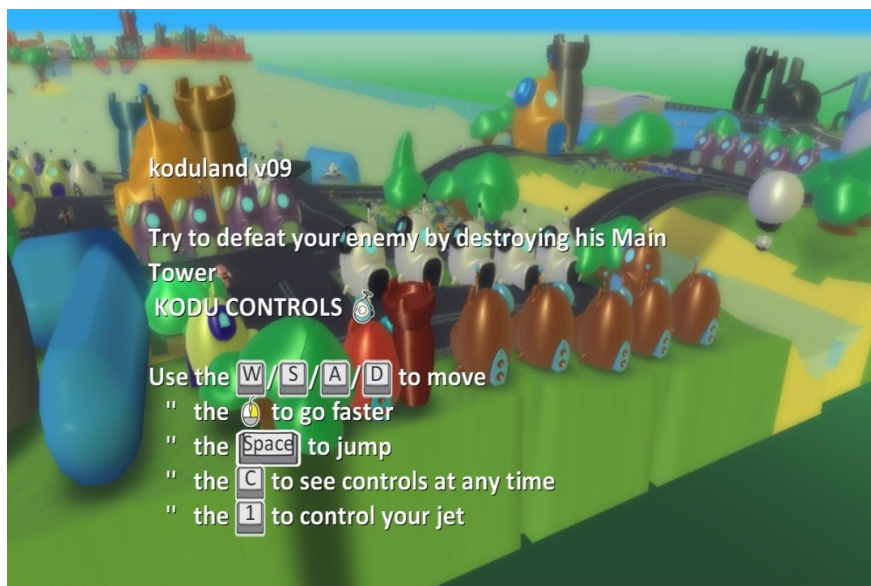 koduland v09
Try to defeat your enemy by destroying his Main
Tower
KODU CONTROLS
Use the W/S/A/D to move
" the to go faster
" the Space to jump
" the C to see controls at any time
" the 1 to control your jet